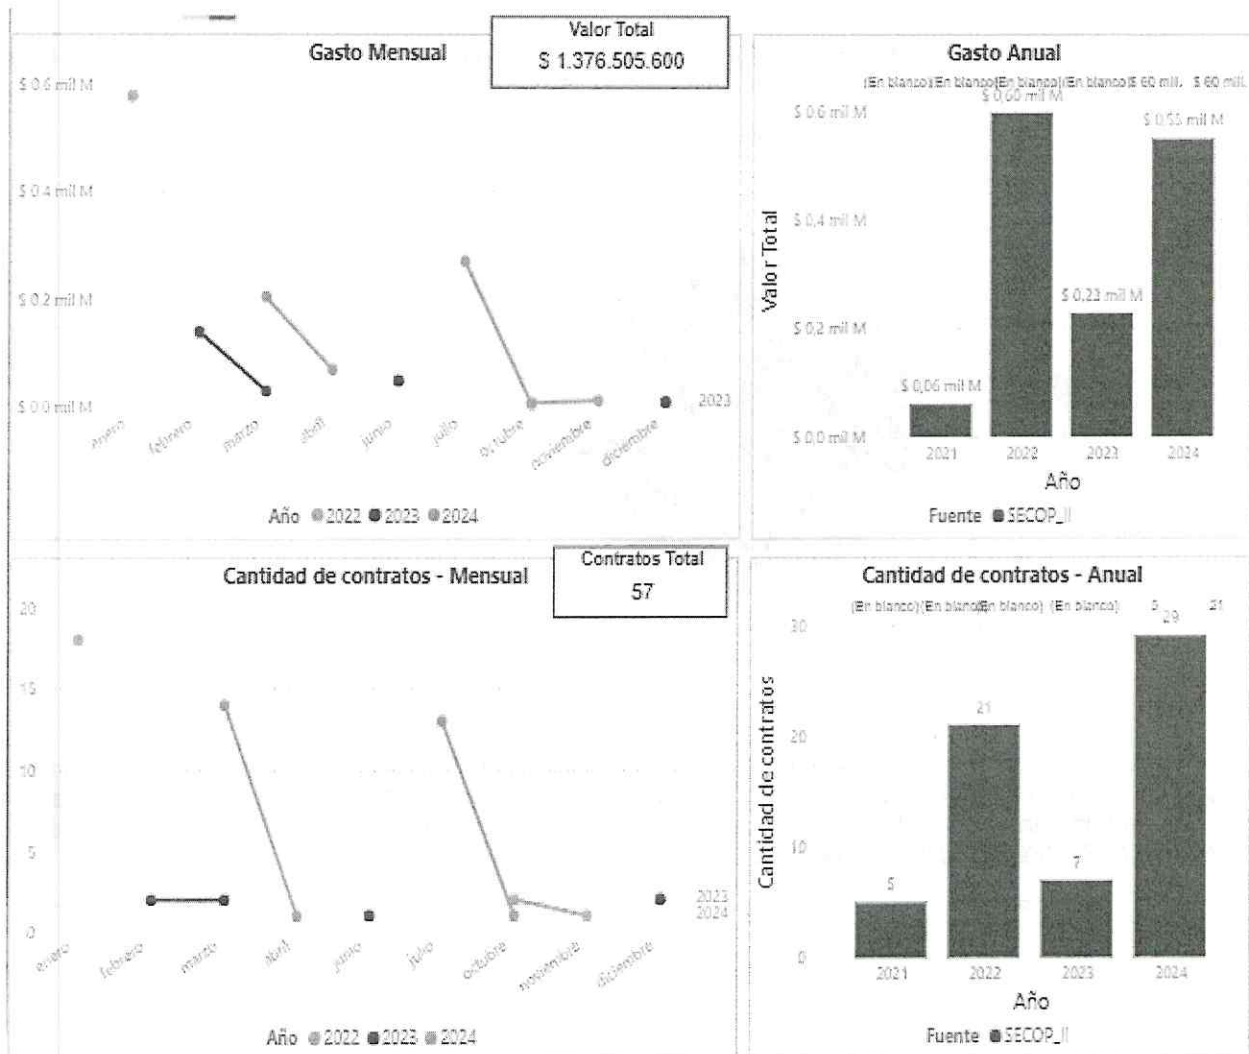 Valor Total
$ 1.376.505.600
Gasto Mensual
$ 0.6 mil M
$ 0.4 mil M
$ 0.2 mil M
$ 0.0 mil M
2023
enero febrero marzo abril junio julio octubre noviembre diciembre
Año 2022 2023 2024
Gasto Anual
(En blanco) (En blanco) (En blanco) (En blanco) $ 60 mill. $ 60 mill.
$ 0,60 mil M
$ 0,6 mil M
$ 0,55 mil M
$ 0,4 mil M
$ 0,23 mil M
$ 0,2 mil M
$ 0,06 mil M
$ 0,0 mil M
Valor Total
2021 2022 2023 2024
Año
Fuente SECOP_II
Contratos Total
57
Cantidad de contratos - Mensual
20
15
10
5
0
2023
2024
enero febrero marzo abril junio julio octubre noviembre diciembre
Año 2022 2023 2024
Cantidad de contratos - Anual
(En blanco) (En blanco) (En blanco) (En blanco) 5 21
29
30
21
20
10
7
5
0
Cantidad de contratos
2021 2022 2023 2024
Año
Fuente SECOP_II